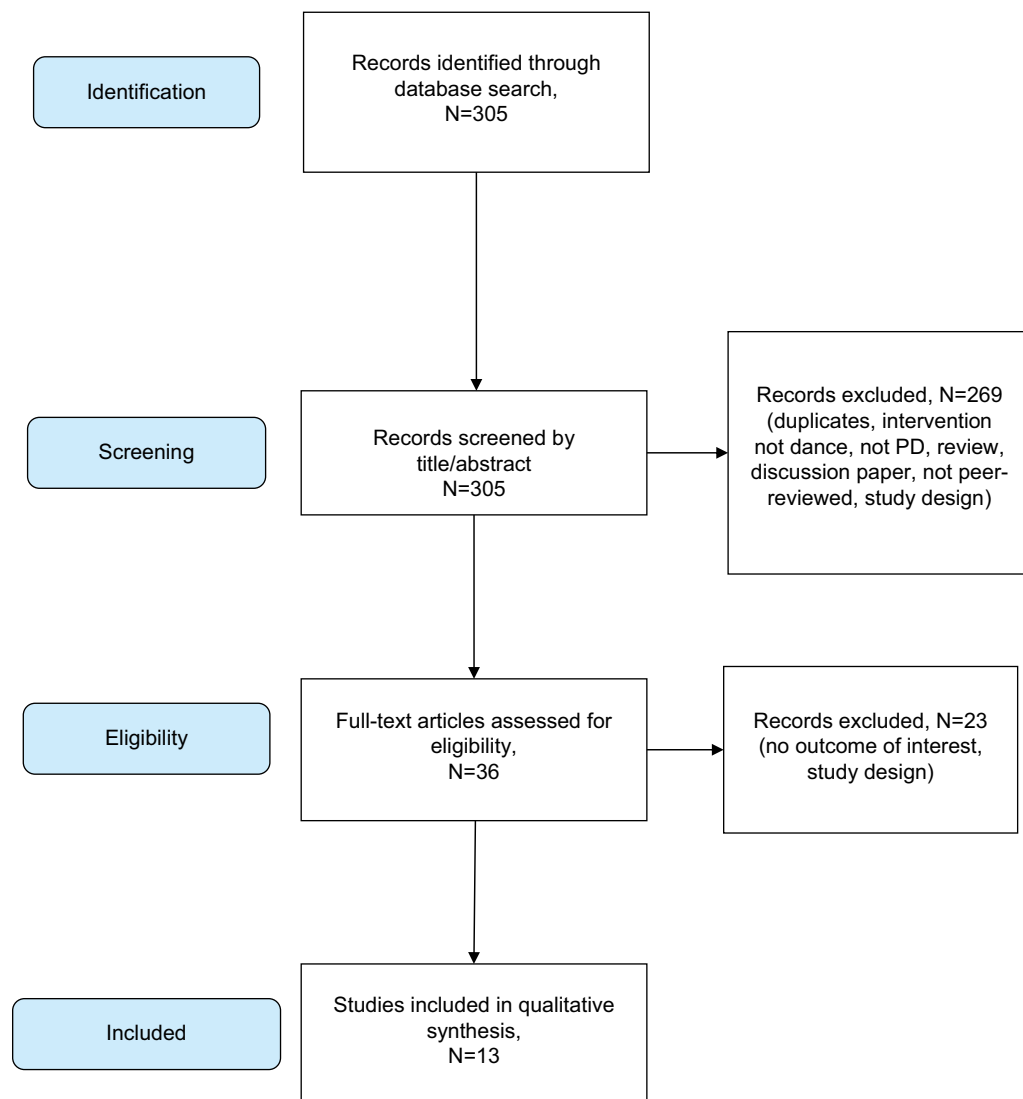 Identification
Records identified through
database search,
N=305
Screening
Records screened by
title/abstract
N=305
Records excluded, N=269
(duplicates, intervention
not dance, not PD, review,
discussion paper, not peer-
reviewed, study design)
Eligibility
Full-text articles assessed for
eligibility,
N=36
Records excluded, N=23
(no outcome of interest,
study design)
Included
Studies included in qualitative
synthesis,
N=13